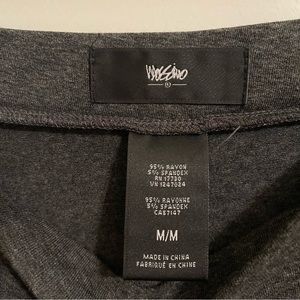 Mossimo
95% RAYON
5% SPANDEX
RN 17730
VN 1247024
95% RAYONNE
5% SPANDEX
CA57147
M/M
MADE IN CHINA
FABRIQUÉ EN CHINE